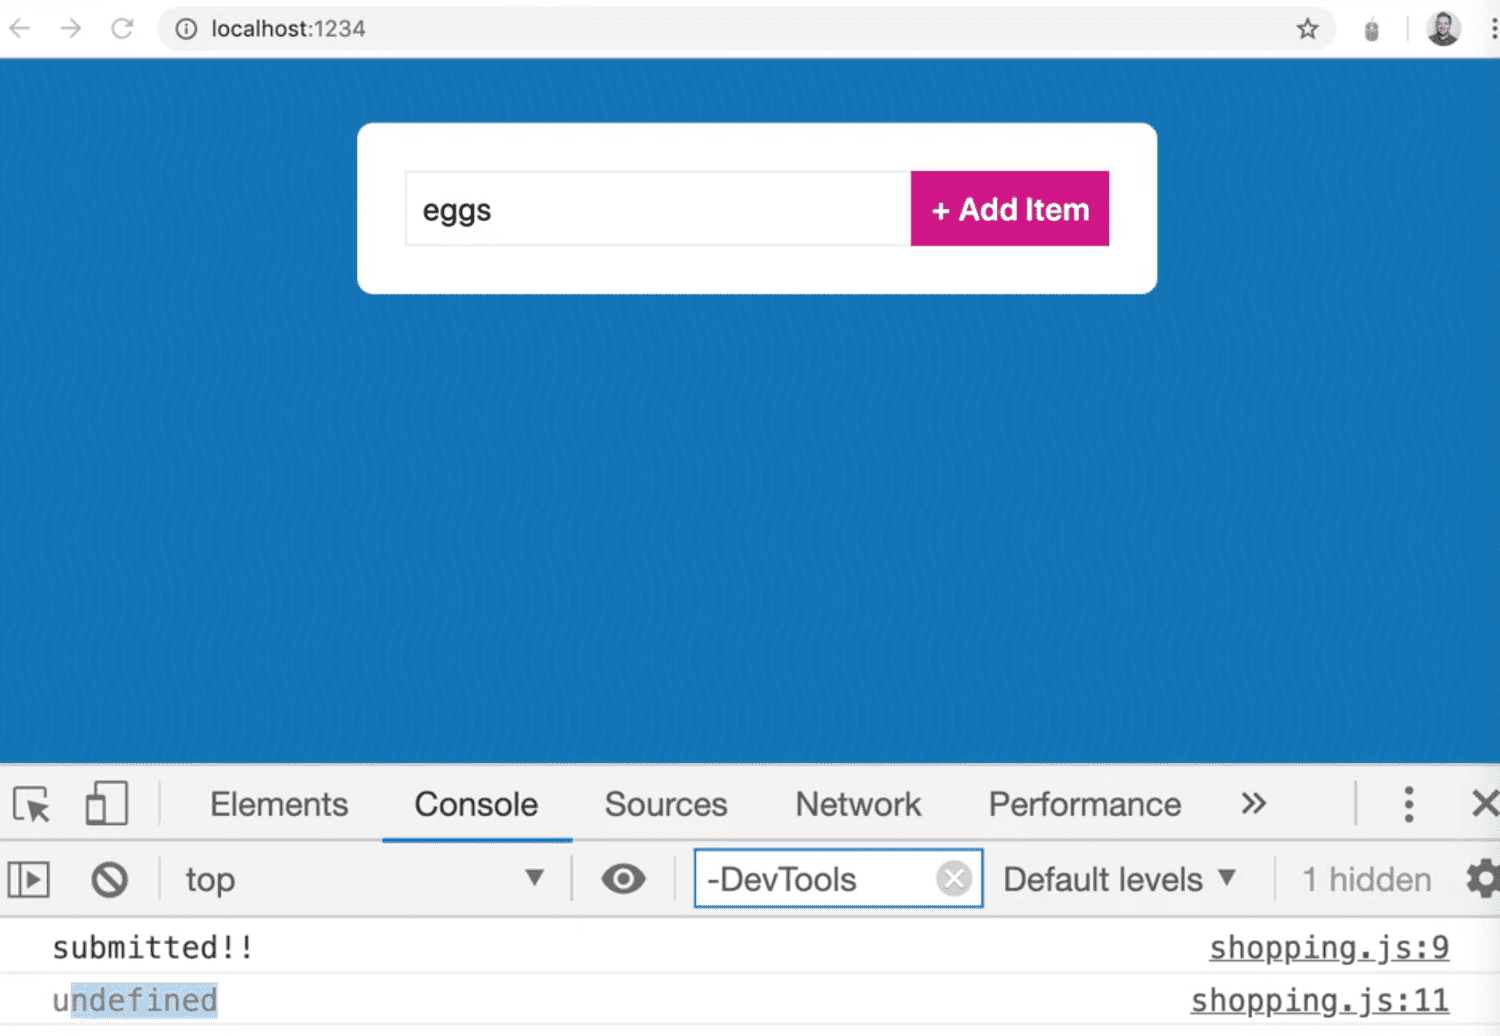 localhost:1234
eggs
+ Add Item
Elements Console Sources Network Performance »
top -DevTools Default levels 1 hidden
submitted!! shopping.js:9
undefined shopping.js:11